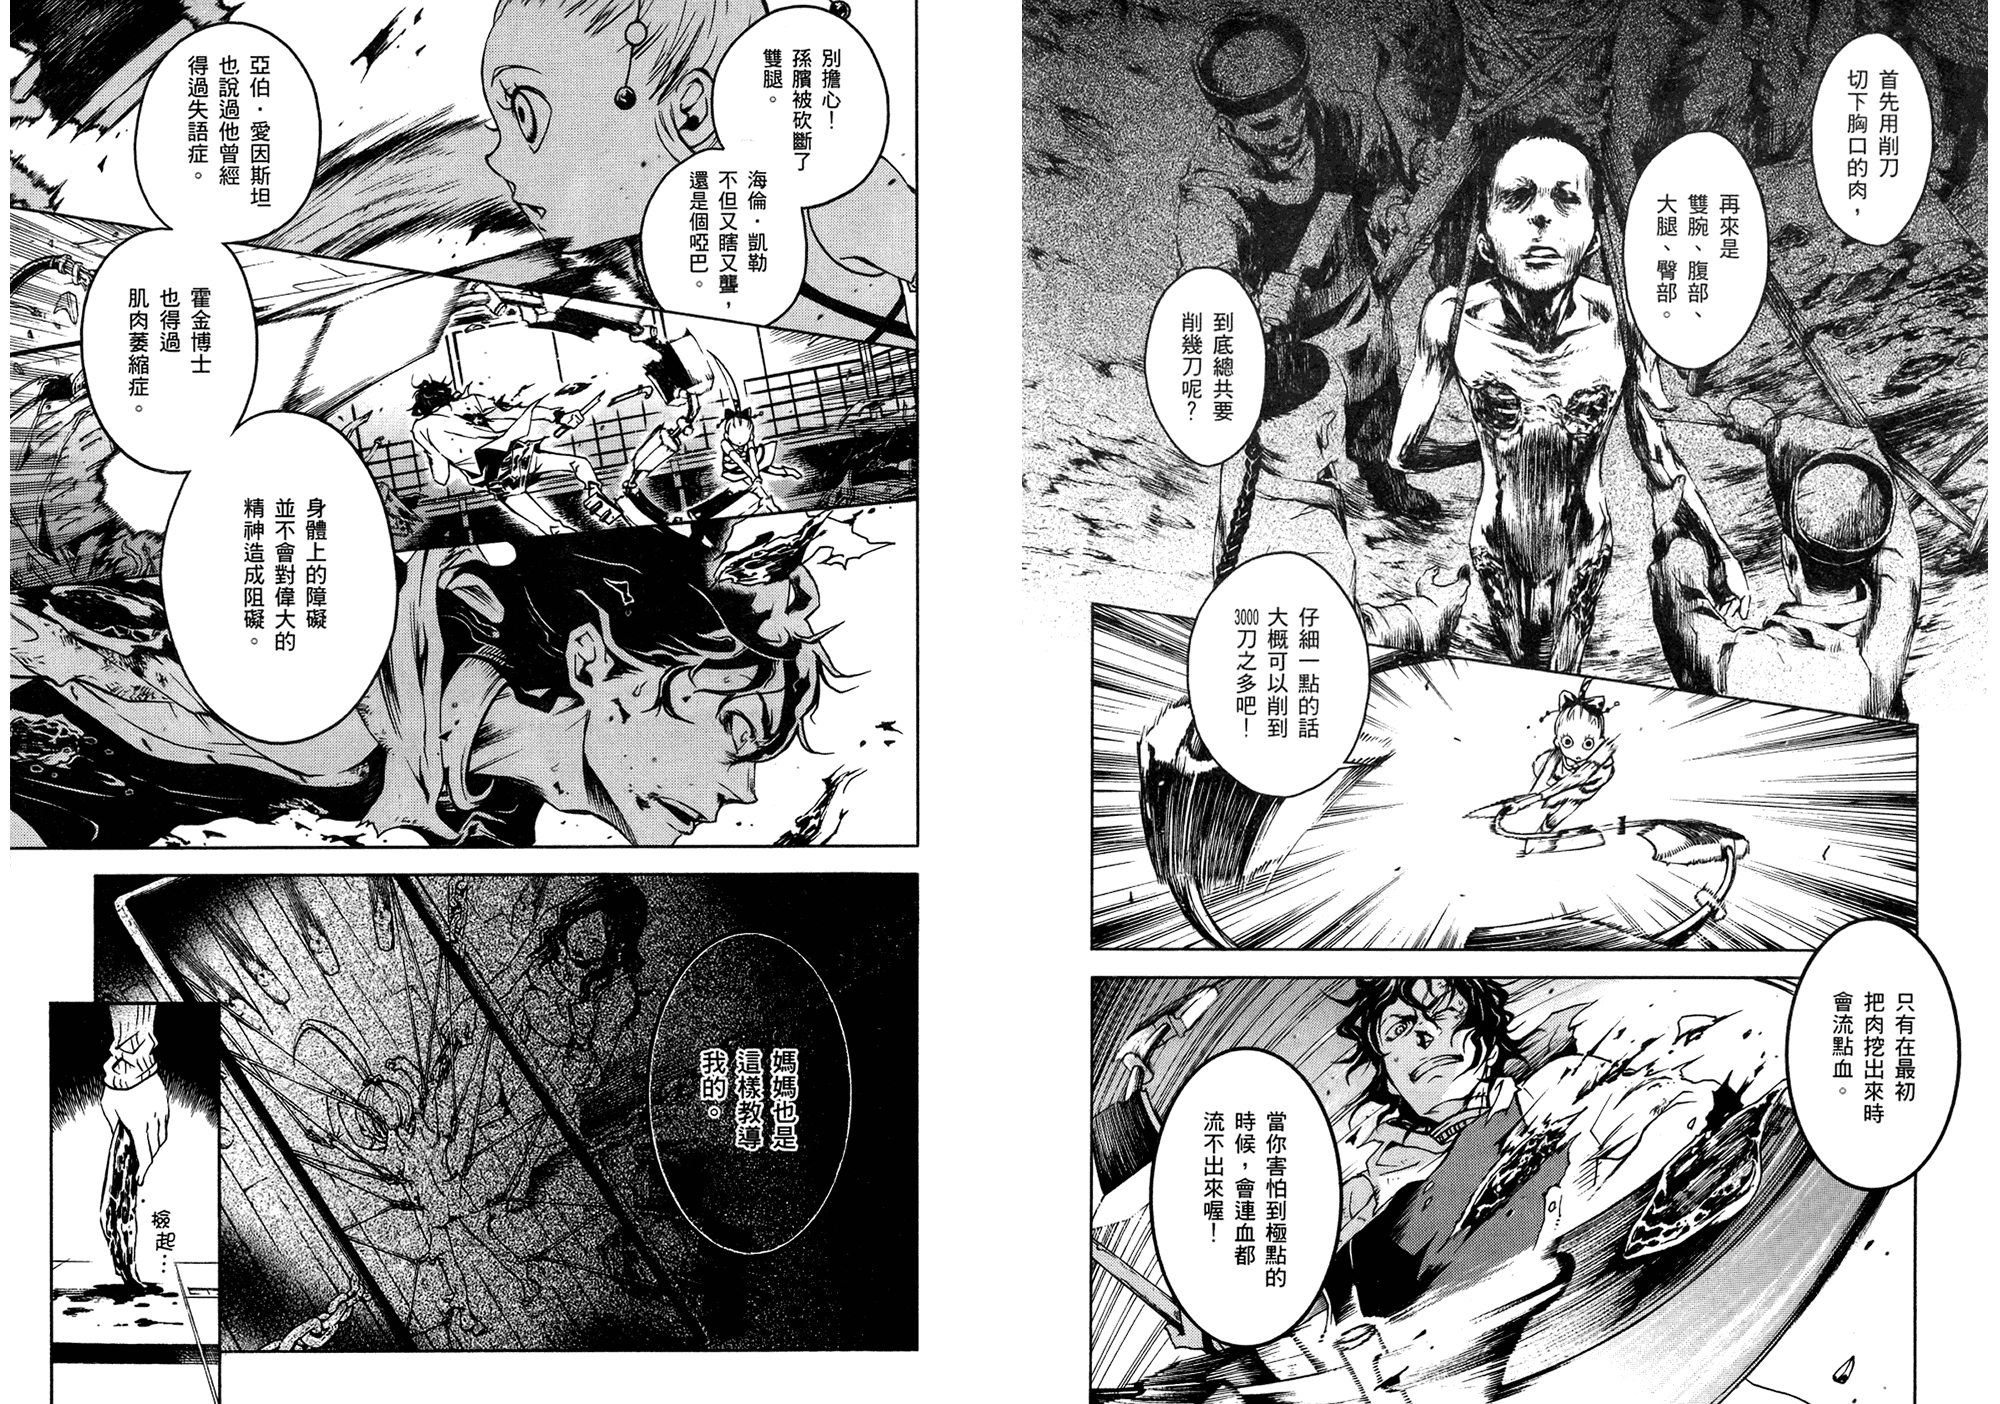 首先用削刀
切下胸口的肉，
再來是
雙腕、腹部、
大腿、臀部。
到底總共要
削幾刀呢？
仔細一點的話
大概可以削到
3000刀之多吧！
只有在最初
把肉挖出來時
會流點血。
當你害怕到極點的
時候，會連血都
流不出來喔！
別擔心！
孫臏被砍斷了
雙腿。
海倫．凱勒
不但又瞎又聾，
還是個啞巴。
亞伯．愛因斯坦
也說過他曾經
得過失語症。
霍金博士
也得過
肌肉萎縮症。
身體上的障礙
並不會對偉大的
精神造成阻礙。
媽媽也是
這樣教導
我的。
撿起…